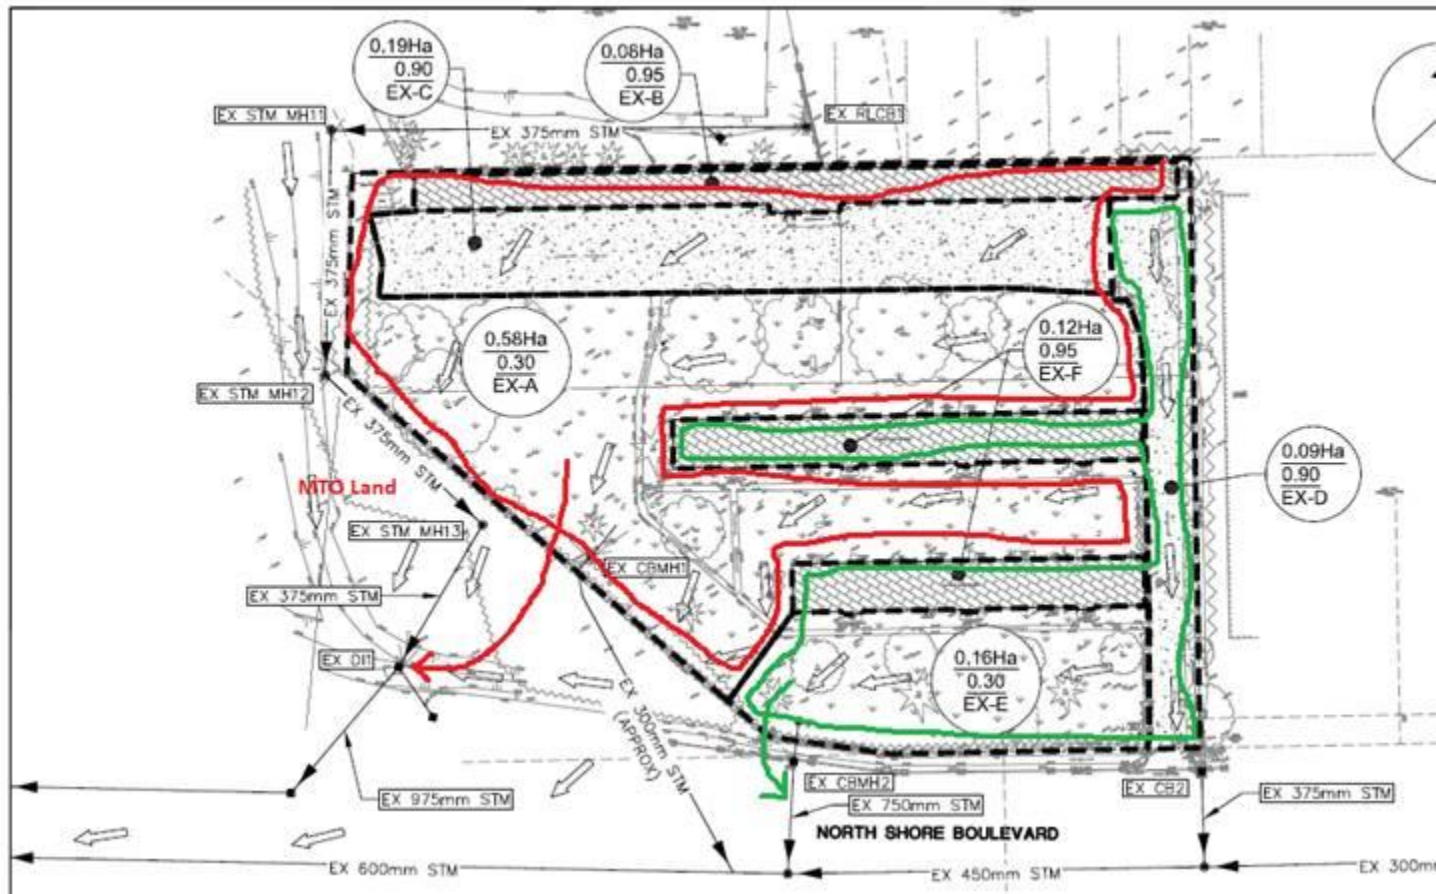 0.19Ha
0.90
EX-C
0.08Ha
0.95
EX-B
EX STM MH11
EX 375mm STM
EX RLCB1
EX 375mm STM
0.58Ha
0.30
EX-A
0.12Ha
0.95
EX-F
EX STM MH12
EX 375mm STM
MTO Land
0.09Ha
0.90
EX-D
EX STM MH13
EX CBMH1
EX 375mm STM
EX DI1
0.16Ha
0.30
EX-E
EX 300mm STM
(APPROX)
EX CBMH2
EX CB2
EX 975mm STM
EX 750mm STM
EX 375mm STM
NORTH SHORE BOULEVARD
EX 600mm STM
EX 450mm STM
EX 300m